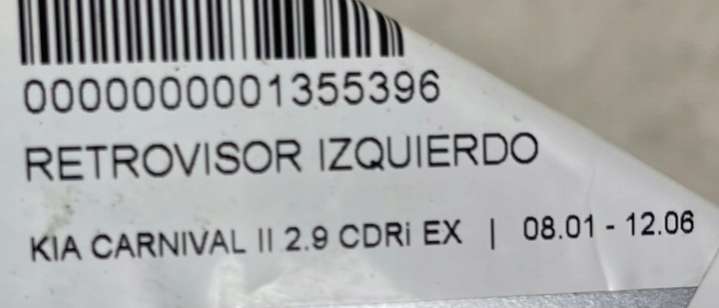 0000000001355396
RETROVISOR IZQUIERDO
KIA CARNIVAL II 2.9 CDRi EX | 08.01 - 12.06